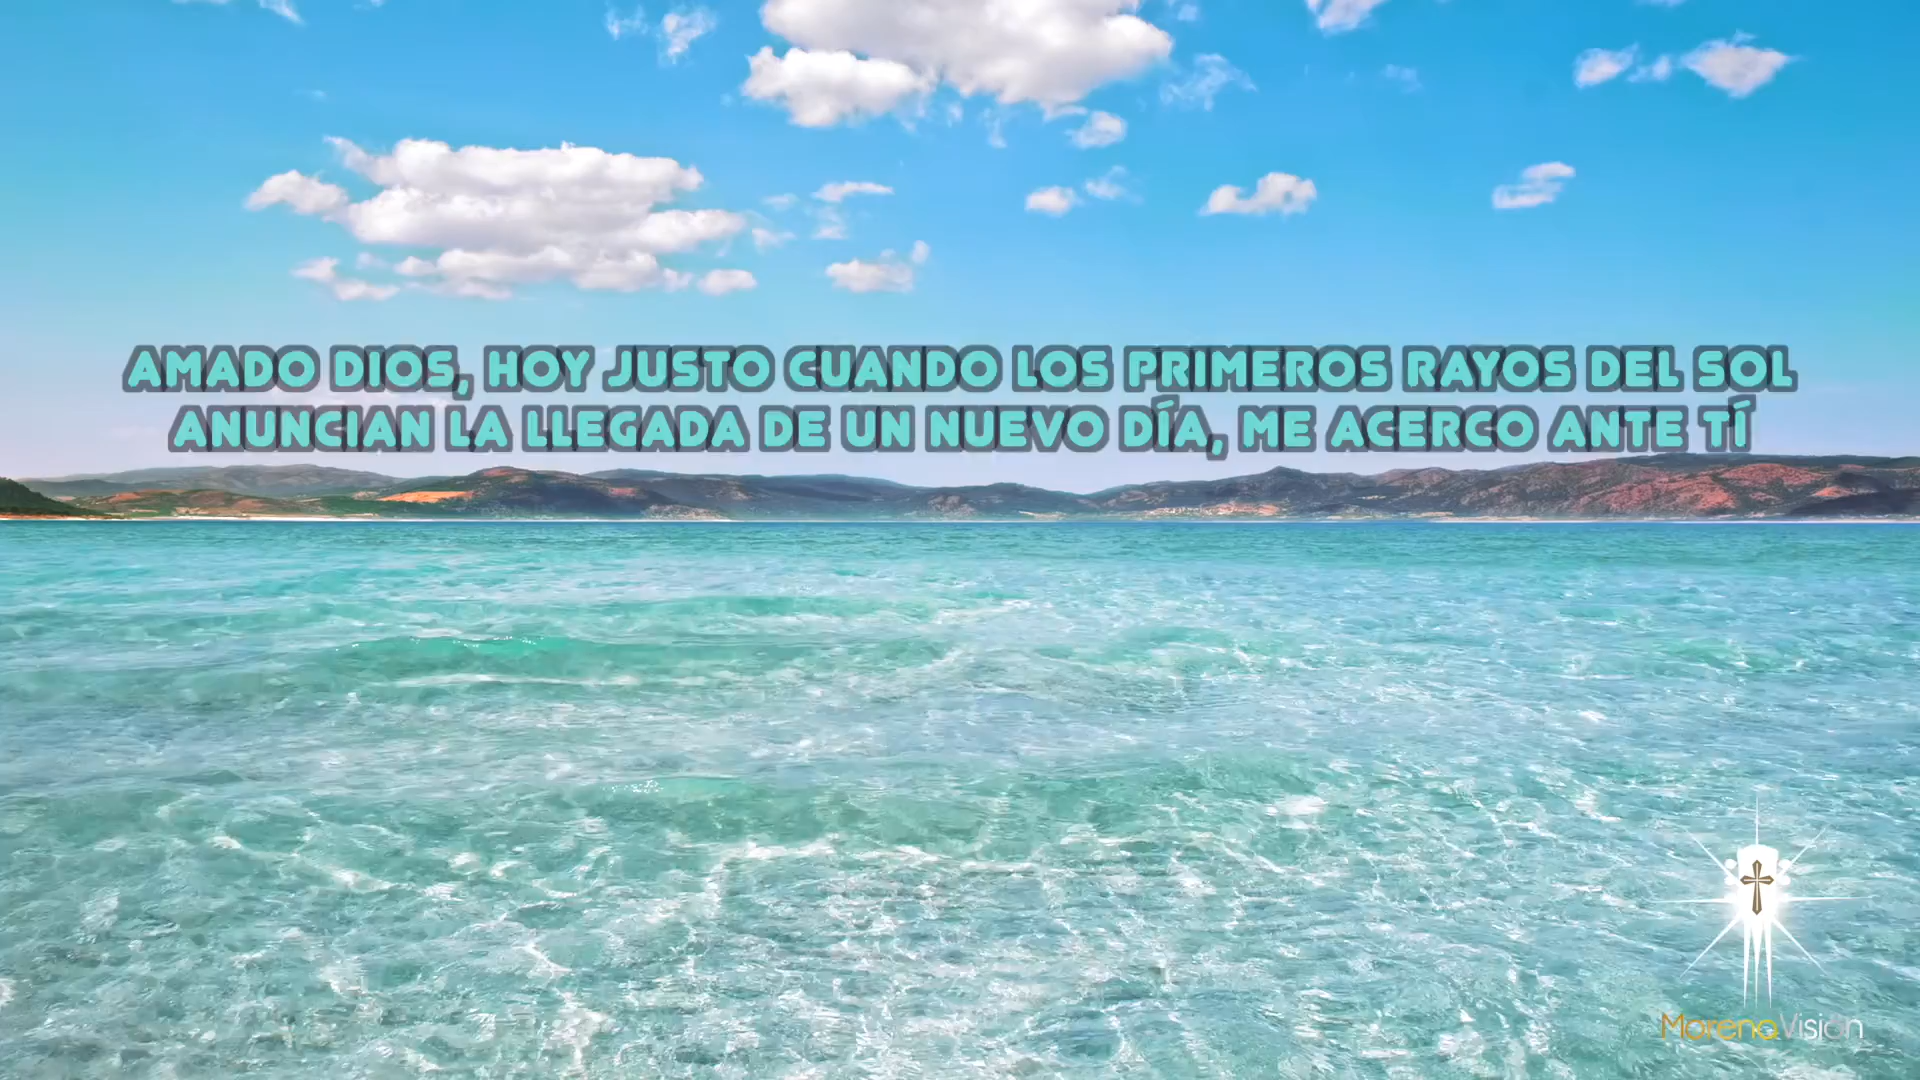 AMADO DIOS, HOY JUSTO CUANDO LOS PRIMEROS RAYOS DEL SOL
ANUNCIAN LA LLEGADA DE UN NUEVO DÍA, ME ACERCO ANTE TÍ
MorenoVisión